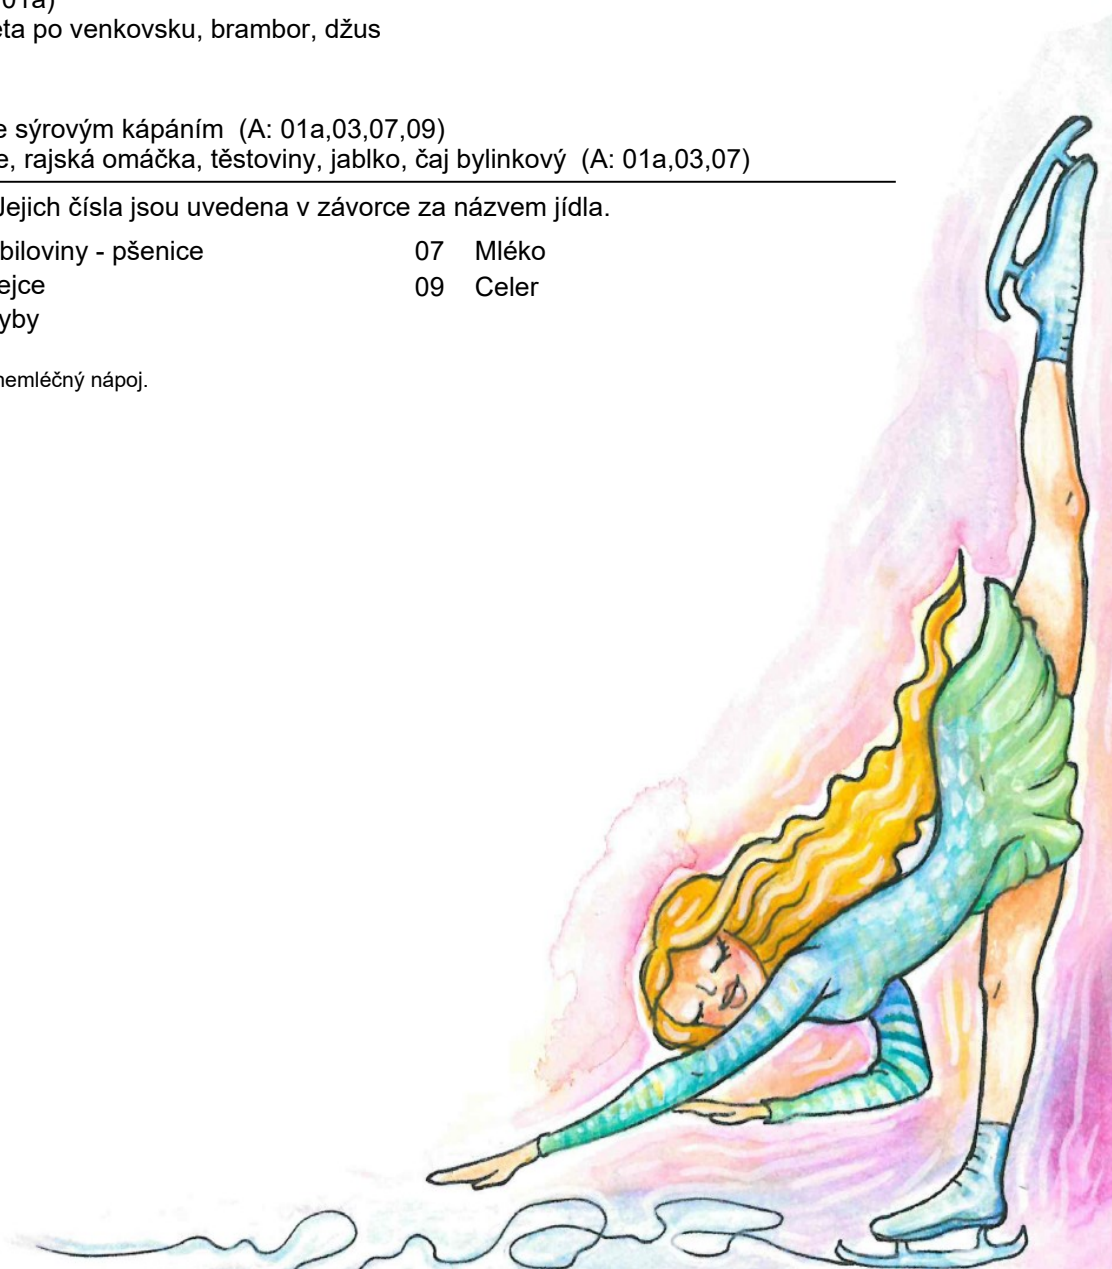 01a)
eta po venkovsku, brambor, džus
e sýrovým kápáním (A: 01a,03,07,09)
e, rajská omáčka, těstoviny, jablko, čaj bylinkový (A: 01a,03,07)
Jejich čísla jsou uvedena v závorce za názvem jídla.
biloviny - pšenice 07 Mléko
ejce 09 Celer
yby
nemléčný nápoj.